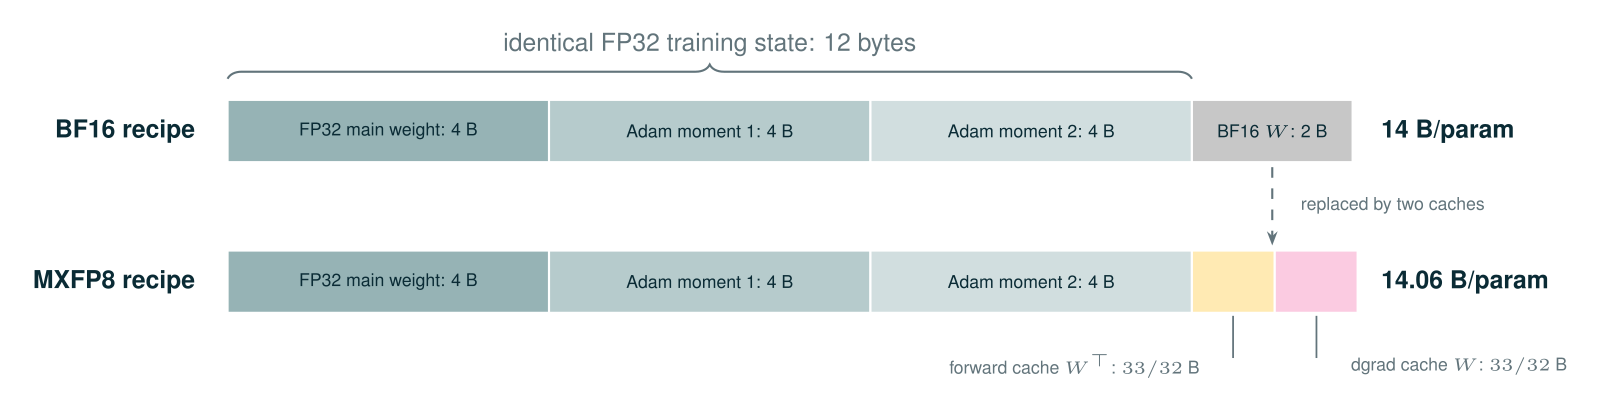 identical FP32 training state: 12 bytes
BF16 recipe
FP32 main weight: 4 B
Adam moment 1: 4 B
Adam moment 2: 4 B
BF16 W: 2 B
14 B/param
replaced by two caches
MXFP8 recipe
FP32 main weight: 4 B
Adam moment 1: 4 B
Adam moment 2: 4 B
14.06 B/param
forward cache W⊤: 33/32 B
dgrad cache W: 33/32 B